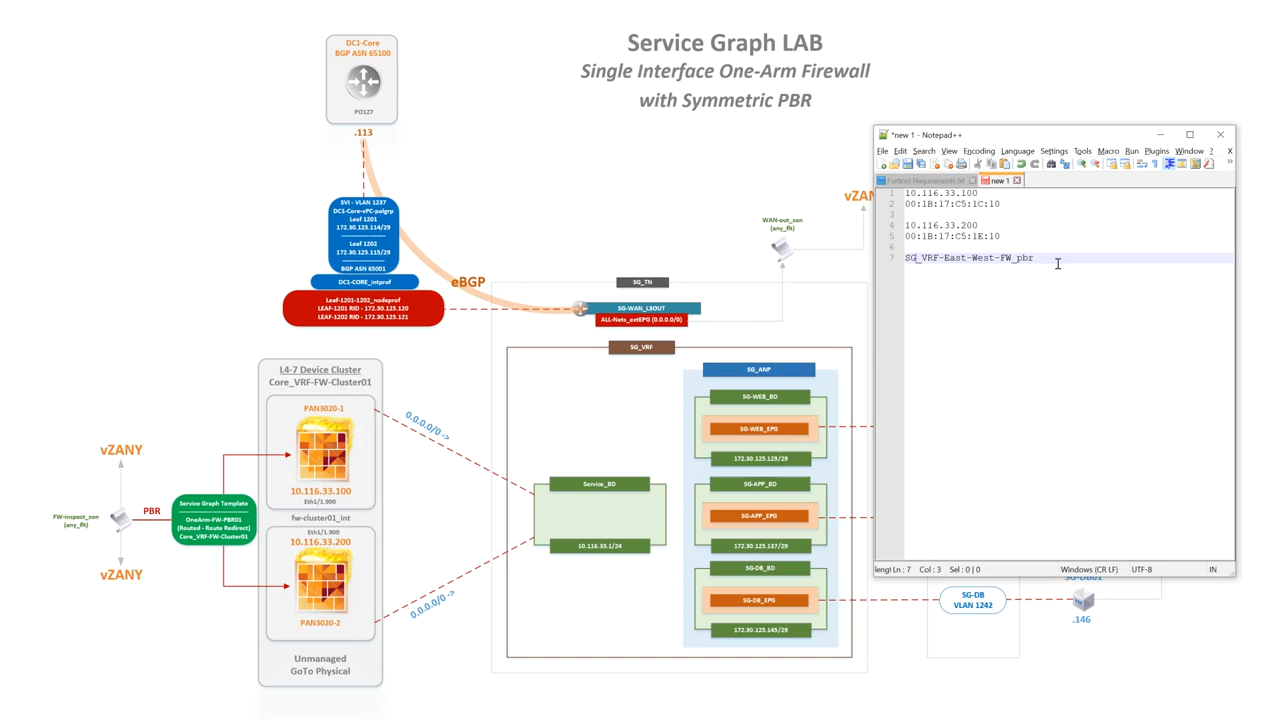 Service Graph LAB
Single Interface One-Arm Firewall
with Symmetric PBR
DC1-Core
BGP ASN 65100
PO127
.113
SVI - VLAN 1237
DC1-Core-vPC-polgrp
Leaf 1201
172.30.125.114/29
Leaf 1202
172.30.125.115/29
BGP ASN 65001
DC1-CORE_intprof
Leaf-1201-1202_nodeprof
LEAF-1201 RID - 172.30.125.120
LEAF-1202 RID - 172.30.125.121
eBGP
SG_TN
SG-WAN_L3OUT
ALL-Nets_extEPG (0.0.0.0/0)
WAN-out_con
(any_flt)
SG_VRF
SG_ANP
SG-WEB_BD
SG-WEB_EPG
172.30.125.129/29
SG-APP_BD
SG-APP_EPG
172.30.125.137/29
SG-DB_BD
SG-DB_EPG
172.30.125.145/29
Service_BD
10.116.33.1/24
0.0.0.0/0 ->
0.0.0.0/0 ->
L4-7 Device Cluster
Core_VRF-FW-Cluster01
PAN3020-1
10.116.33.100
Eth1/1.900
fw-cluster01_int
Eth1/1.900
10.116.33.200
PAN3020-2
Unmanaged
GoTo Physical
vZANY
FW-inspect_con
(any_flt)
vZANY
PBR
Service Graph Template
OneArm-FW-PBR01
(Routed - Route Redirect)
Core_VRF-FW-Cluster01
SG-DB
VLAN 1242
.146
*new 1 - Notepad++
File Edit Search View Encoding Language Settings Tools Macro Run Plugins Window ? X
Fortinet Requirements.txt new 1
1 10.116.33.100
2 00:1B:17:C5:1C:10
3
4 10.116.33.200
5 00:1B:17:C5:1E:10
6
7 SG_VRF-East-West-FW_pbr
Ln : 7 Col : 3 Sel : 0 | 0 Windows (CR LF) UTF-8 IN